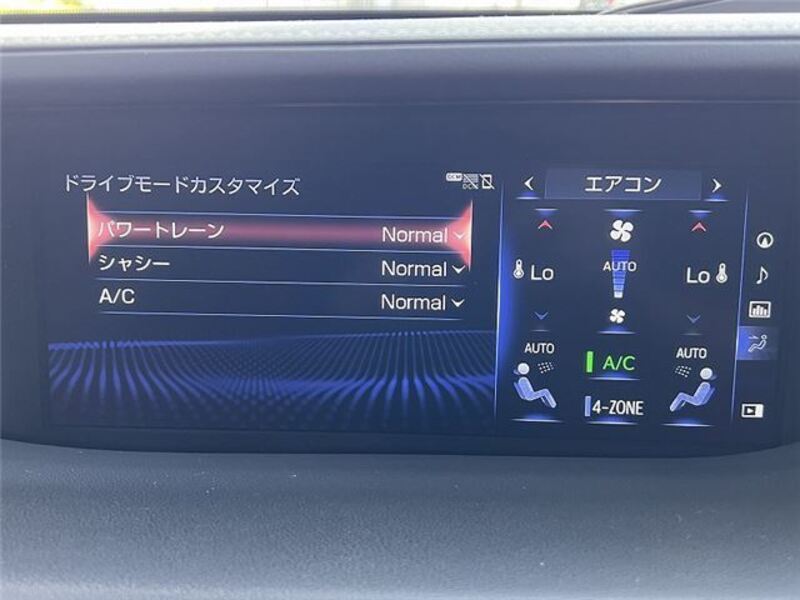 ドライブモードカスタマイズ
DCM
パワートレーン Normal
シャシー Normal
A/C Normal
エアコン
AUTO
Lo
Lo
AUTO
A/C
AUTO
4-ZONE